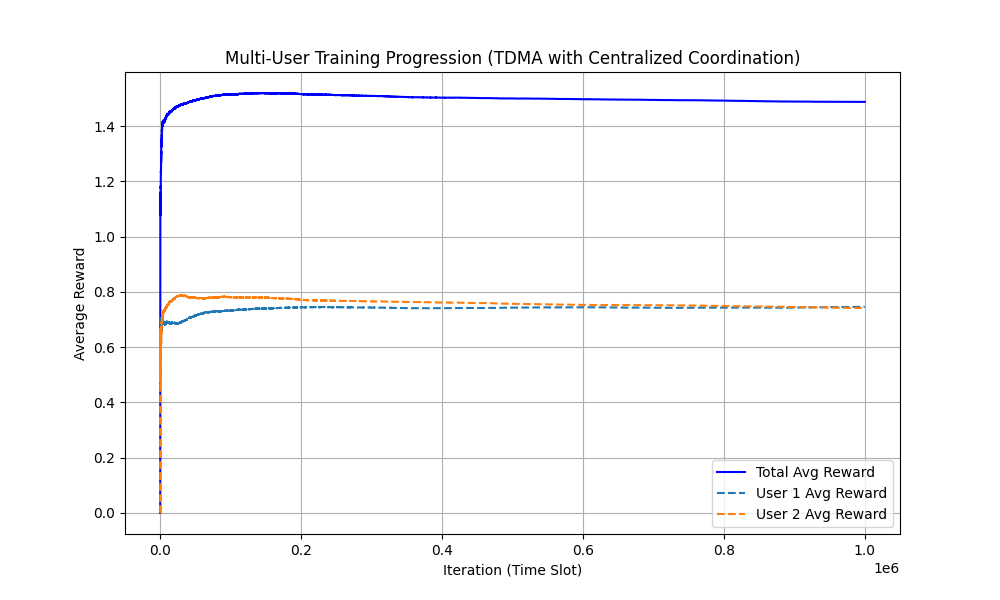 Multi-User Training Progression (TDMA with Centralized Coordination)
Average Reward
1.4
1.2
1.0
0.8
0.6
0.4
0.2
0.0
Total Avg Reward
User 1 Avg Reward
User 2 Avg Reward
0.0 0.2 0.4 0.6 0.8 1.0
1e6
Iteration (Time Slot)